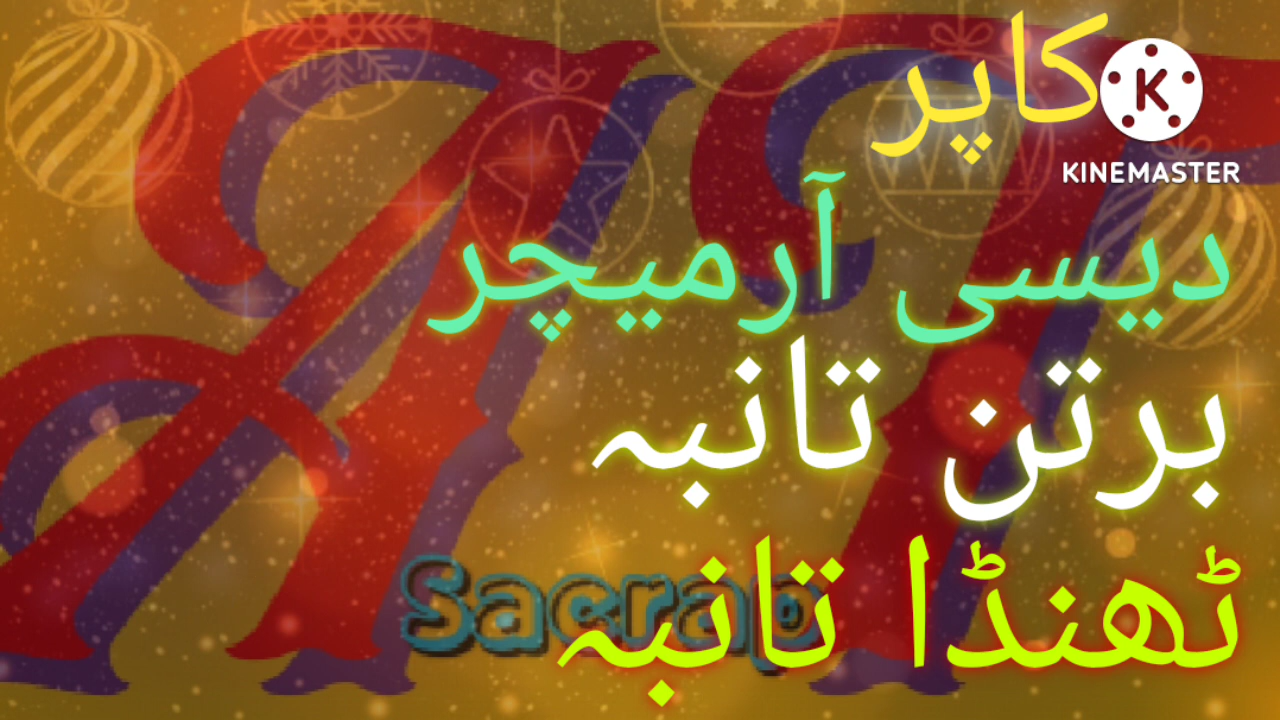 کاپر
KINEMASTER
دیسی آرمیچر
برتن تانبہ
ٹھنڈا تانبہ
Sacrap